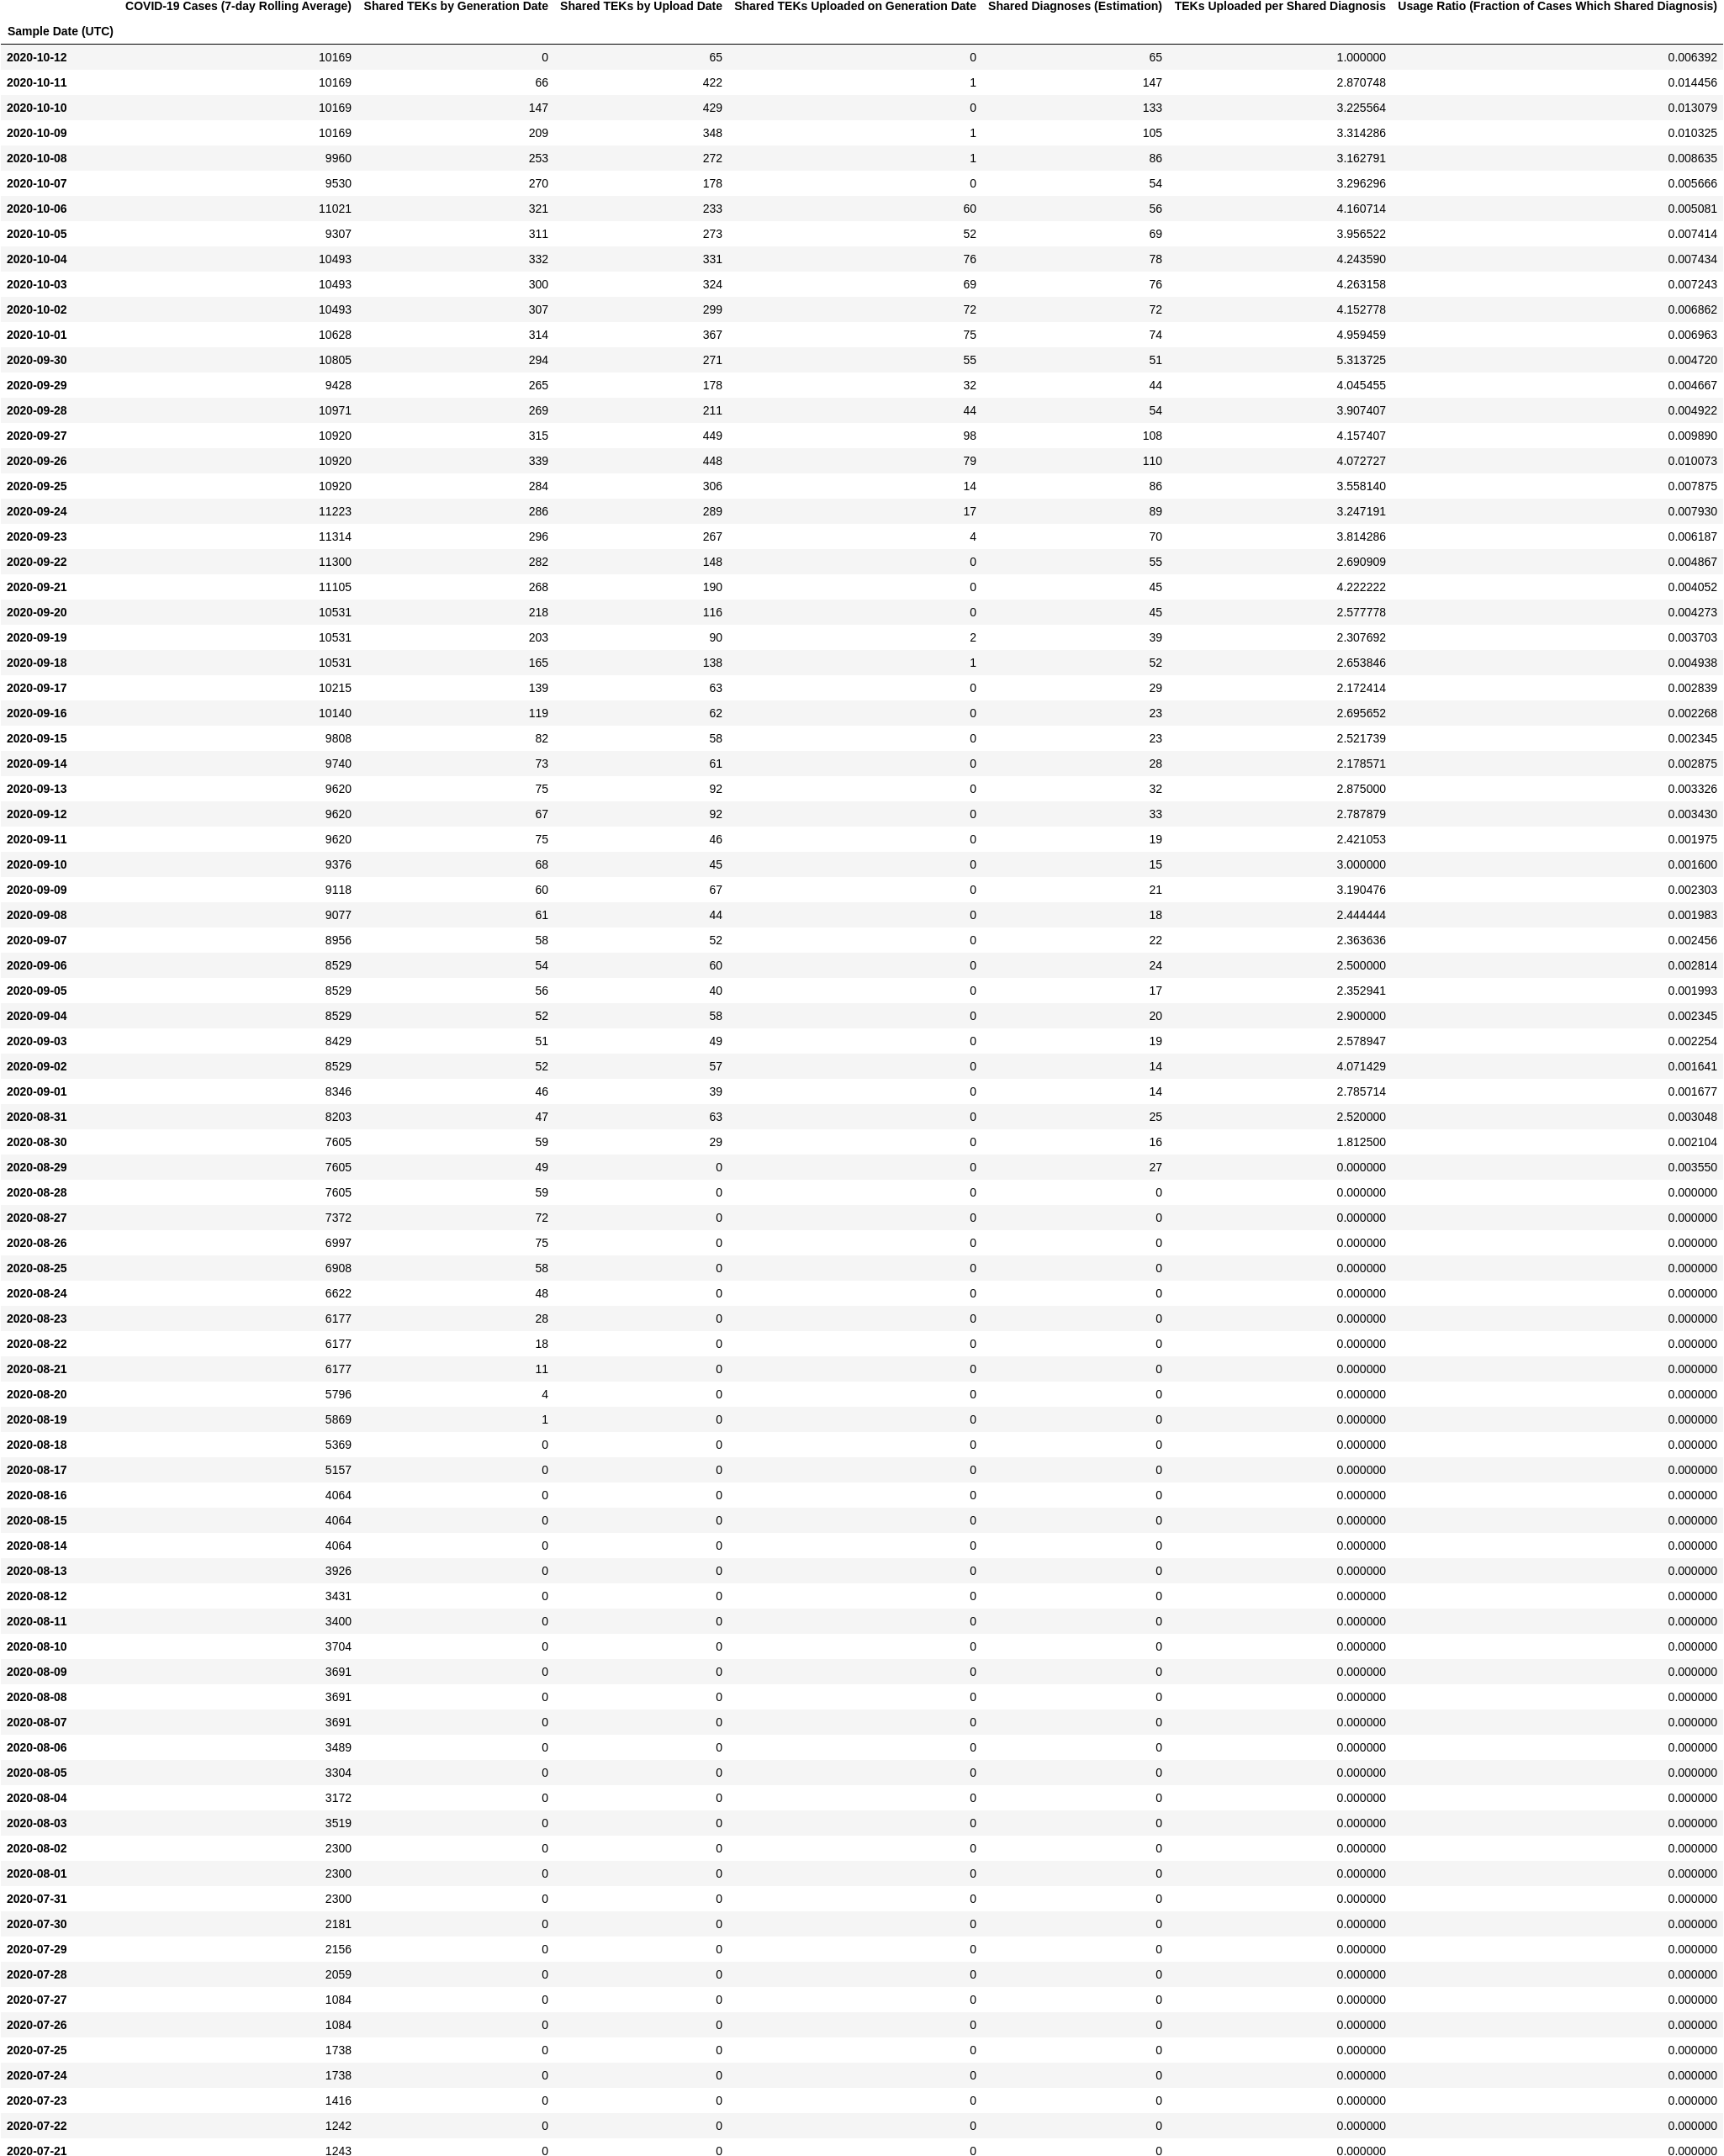 COVID-19 Cases (7-day Rolling Average) Shared TEKs by Generation Date Shared TEKs by Upload Date Shared TEKs Uploaded on Generation Date Shared Diagnoses (Estimation) TEKs Uploaded per Shared Diagnosis Usage Ratio (Fraction of Cases Which Shared Diagnosis)
Sample Date (UTC)
2020-10-12 10169 0 65 0 65 1.000000 0.006392
2020-10-11 10169 66 422 1 147 2.870748 0.014456
2020-10-10 10169 147 429 0 133 3.225564 0.013079
2020-10-09 10169 209 348 1 105 3.314286 0.010325
2020-10-08 9960 253 272 1 86 3.162791 0.008635
2020-10-07 9530 270 178 0 54 3.296296 0.005666
2020-10-06 11021 321 233 60 56 4.160714 0.005081
2020-10-05 9307 311 273 52 69 3.956522 0.007414
2020-10-04 10493 332 331 76 78 4.243590 0.007434
2020-10-03 10493 300 324 69 76 4.263158 0.007243
2020-10-02 10493 307 299 72 72 4.152778 0.006862
2020-10-01 10628 314 367 75 74 4.959459 0.006963
2020-09-30 10805 294 271 55 51 5.313725 0.004720
2020-09-29 9428 265 178 32 44 4.045455 0.004667
2020-09-28 10971 269 211 44 54 3.907407 0.004922
2020-09-27 10920 315 449 98 108 4.157407 0.009890
2020-09-26 10920 339 448 79 110 4.072727 0.010073
2020-09-25 10920 284 306 14 86 3.558140 0.007875
2020-09-24 11223 286 289 17 89 3.247191 0.007930
2020-09-23 11314 296 267 4 70 3.814286 0.006187
2020-09-22 11300 282 148 0 55 2.690909 0.004867
2020-09-21 11105 268 190 0 45 4.222222 0.004052
2020-09-20 10531 218 116 0 45 2.577778 0.004273
2020-09-19 10531 203 90 2 39 2.307692 0.003703
2020-09-18 10531 165 138 1 52 2.653846 0.004938
2020-09-17 10215 139 63 0 29 2.172414 0.002839
2020-09-16 10140 119 62 0 23 2.695652 0.002268
2020-09-15 9808 82 58 0 23 2.521739 0.002345
2020-09-14 9740 73 61 0 28 2.178571 0.002875
2020-09-13 9620 75 92 0 32 2.875000 0.003326
2020-09-12 9620 67 92 0 33 2.787879 0.003430
2020-09-11 9620 75 46 0 19 2.421053 0.001975
2020-09-10 9376 68 45 0 15 3.000000 0.001600
2020-09-09 9118 60 67 0 21 3.190476 0.002303
2020-09-08 9077 61 44 0 18 2.444444 0.001983
2020-09-07 8956 58 52 0 22 2.363636 0.002456
2020-09-06 8529 54 60 0 24 2.500000 0.002814
2020-09-05 8529 56 40 0 17 2.352941 0.001993
2020-09-04 8529 52 58 0 20 2.900000 0.002345
2020-09-03 8429 51 49 0 19 2.578947 0.002254
2020-09-02 8529 52 57 0 14 4.071429 0.001641
2020-09-01 8346 46 39 0 14 2.785714 0.001677
2020-08-31 8203 47 63 0 25 2.520000 0.003048
2020-08-30 7605 59 29 0 16 1.812500 0.002104
2020-08-29 7605 49 0 0 27 0.000000 0.003550
2020-08-28 7605 59 0 0 0 0.000000 0.000000
2020-08-27 7372 72 0 0 0 0.000000 0.000000
2020-08-26 6997 75 0 0 0 0.000000 0.000000
2020-08-25 6908 58 0 0 0 0.000000 0.000000
2020-08-24 6622 48 0 0 0 0.000000 0.000000
2020-08-23 6177 28 0 0 0 0.000000 0.000000
2020-08-22 6177 18 0 0 0 0.000000 0.000000
2020-08-21 6177 11 0 0 0 0.000000 0.000000
2020-08-20 5796 4 0 0 0 0.000000 0.000000
2020-08-19 5869 1 0 0 0 0.000000 0.000000
2020-08-18 5369 0 0 0 0 0.000000 0.000000
2020-08-17 5157 0 0 0 0 0.000000 0.000000
2020-08-16 4064 0 0 0 0 0.000000 0.000000
2020-08-15 4064 0 0 0 0 0.000000 0.000000
2020-08-14 4064 0 0 0 0 0.000000 0.000000
2020-08-13 3926 0 0 0 0 0.000000 0.000000
2020-08-12 3431 0 0 0 0 0.000000 0.000000
2020-08-11 3400 0 0 0 0 0.000000 0.000000
2020-08-10 3704 0 0 0 0 0.000000 0.000000
2020-08-09 3691 0 0 0 0 0.000000 0.000000
2020-08-08 3691 0 0 0 0 0.000000 0.000000
2020-08-07 3691 0 0 0 0 0.000000 0.000000
2020-08-06 3489 0 0 0 0 0.000000 0.000000
2020-08-05 3304 0 0 0 0 0.000000 0.000000
2020-08-04 3172 0 0 0 0 0.000000 0.000000
2020-08-03 3519 0 0 0 0 0.000000 0.000000
2020-08-02 2300 0 0 0 0 0.000000 0.000000
2020-08-01 2300 0 0 0 0 0.000000 0.000000
2020-07-31 2300 0 0 0 0 0.000000 0.000000
2020-07-30 2181 0 0 0 0 0.000000 0.000000
2020-07-29 2156 0 0 0 0 0.000000 0.000000
2020-07-28 2059 0 0 0 0 0.000000 0.000000
2020-07-27 1084 0 0 0 0 0.000000 0.000000
2020-07-26 1084 0 0 0 0 0.000000 0.000000
2020-07-25 1738 0 0 0 0 0.000000 0.000000
2020-07-24 1738 0 0 0 0 0.000000 0.000000
2020-07-23 1416 0 0 0 0 0.000000 0.000000
2020-07-22 1242 0 0 0 0 0.000000 0.000000
2020-07-21 1243 0 0 0 0 0.000000 0.000000